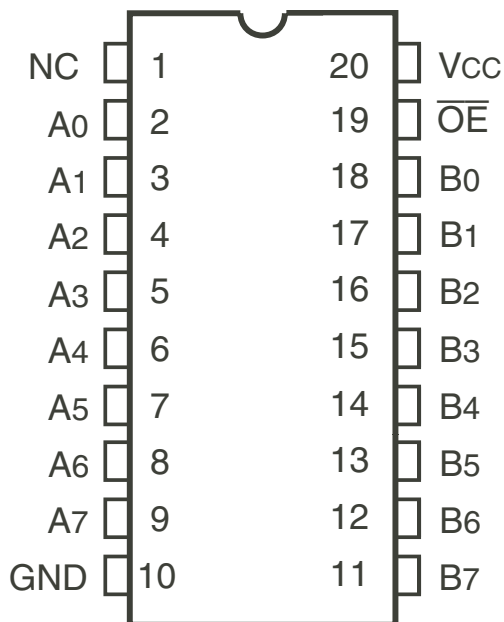 NC 1 20 VCC
A0 2 19 O̅E̅
A1 3 18 B0
A2 4 17 B1
A3 5 16 B2
A4 6 15 B3
A5 7 14 B4
A6 8 13 B5
A7 9 12 B6
GND 10 11 B7